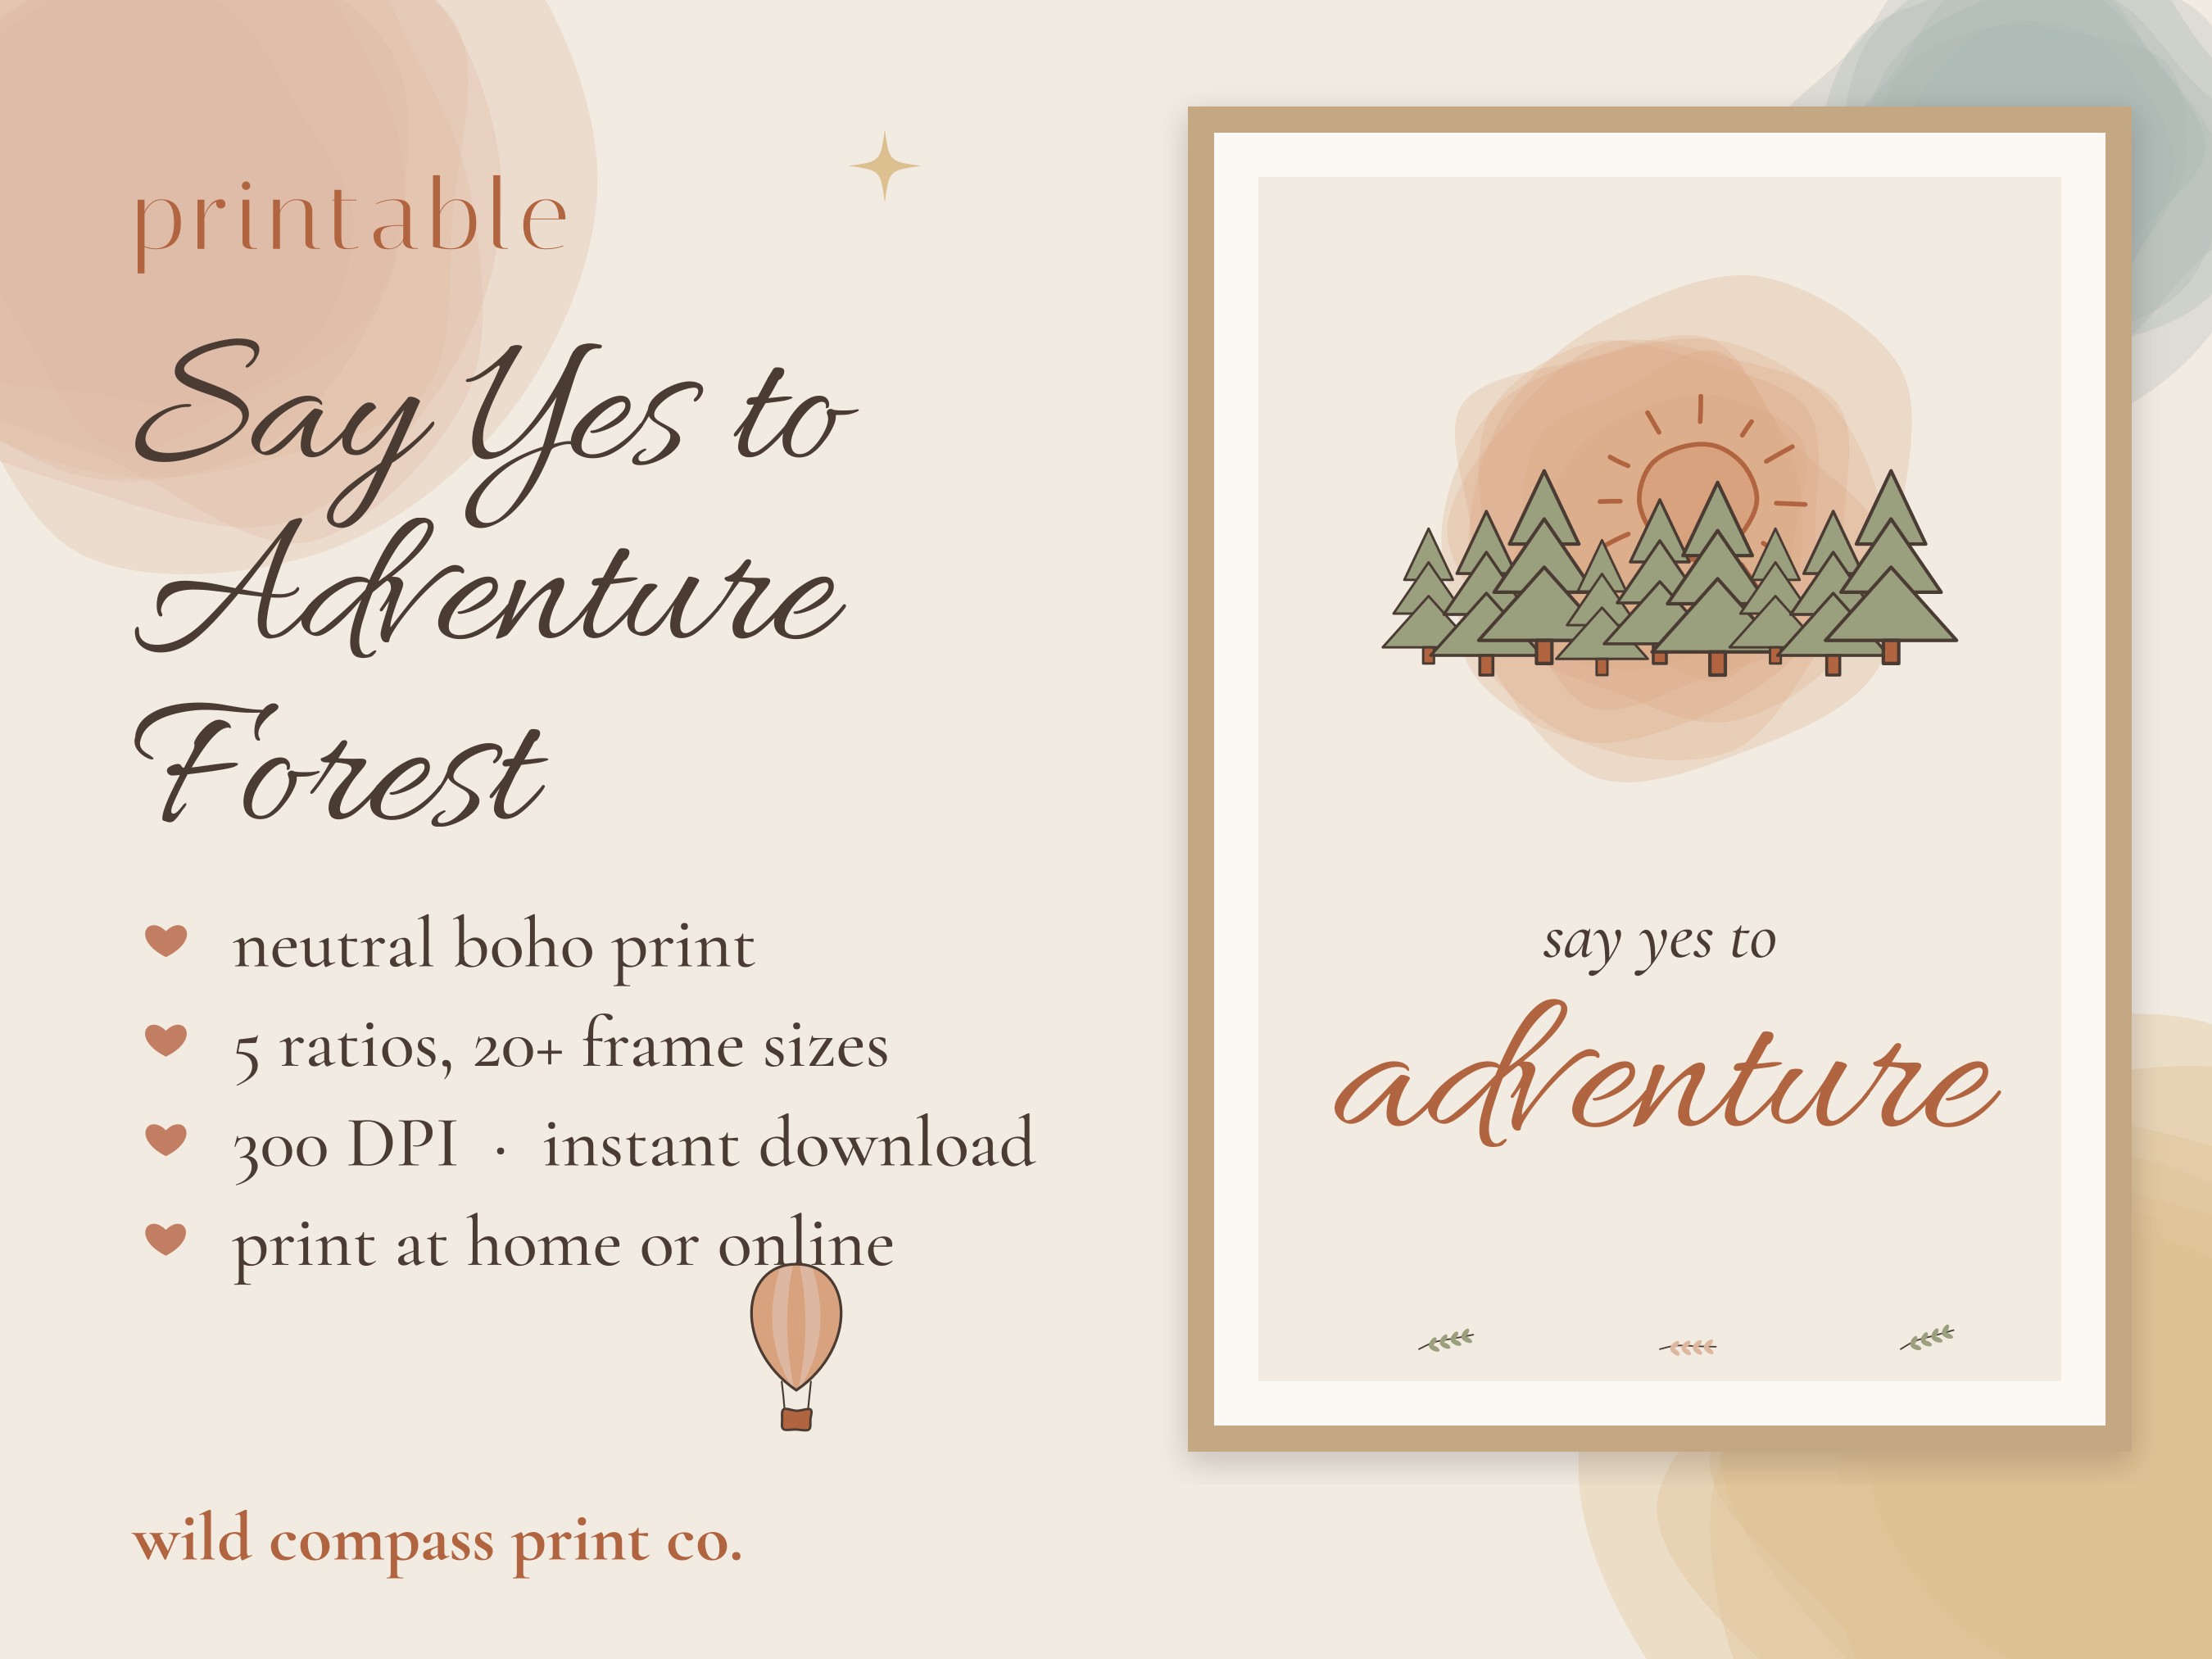 printable
Say Yes to
Adventure
Forest
neutral boho print
5 ratios, 20+ frame sizes
300 DPI · instant download
print at home or online
wild compass print co.
say yes to
adventure